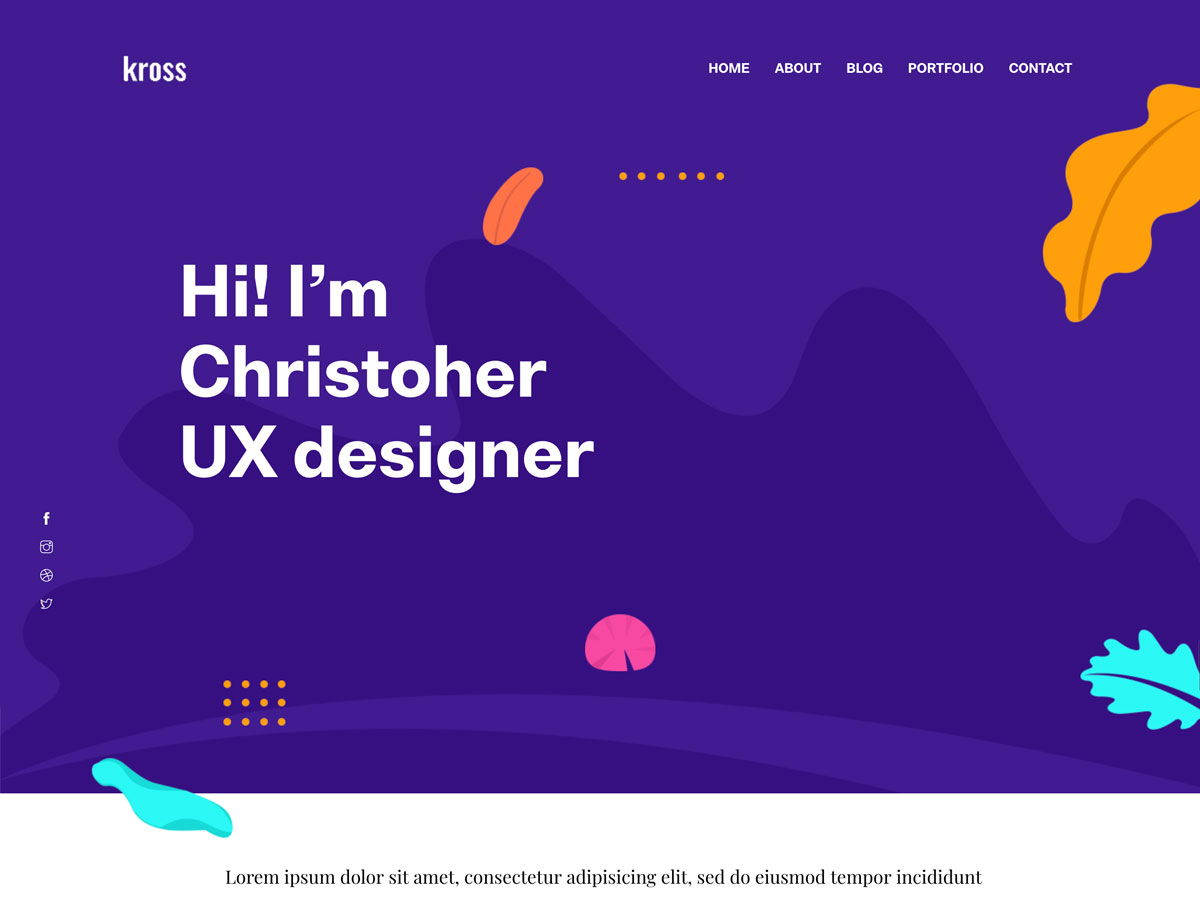 kross
HOME ABOUT BLOG PORTFOLIO CONTACT
Hi! I’m
Christoher
UX designer
Lorem ipsum dolor sit amet, consectetur adipisicing elit, sed do eiusmod tempor incididunt